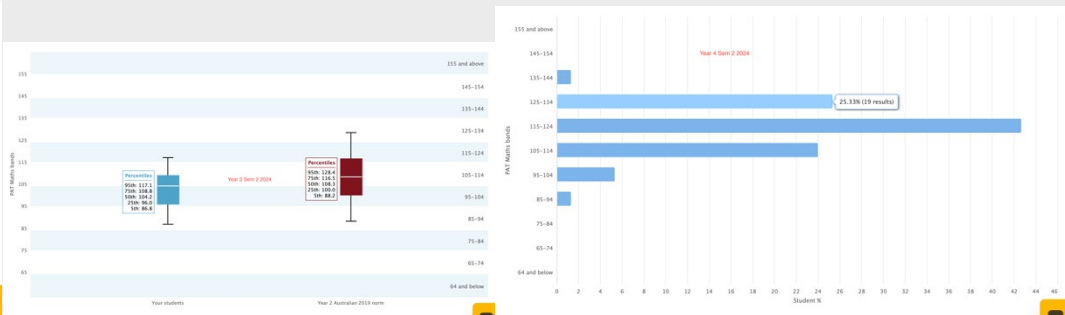 155 and above
155
145-154
145
135-144
135
125-134
125
115-124
115
105-114
105
95-104
95
85-94
85
75-84
75
65-74
65
64 and below
PAT Maths bands
Percentiles
95th: 117.1
75th: 108.8
50th: 104.2
25th: 96.0
5th: 86.8
Year 2 Sem 2 2024
Percentiles
95th: 128.4
75th: 116.5
50th: 108.3
25th: 100.0
5th: 88.2
Your students
Year 2 Australian 2019 norm
155 and above
145-154
135-144
125-134
115-124
105-114
95-104
85-94
75-84
65-74
64 and below
PAT Maths bands
Year 4 Sem 2 2024
25.33% (19 results)
0 2 4 6 8 10 12 14 16 18 20 22 24 26 28 30 32 34 36 38 40 42 44 46
Student %